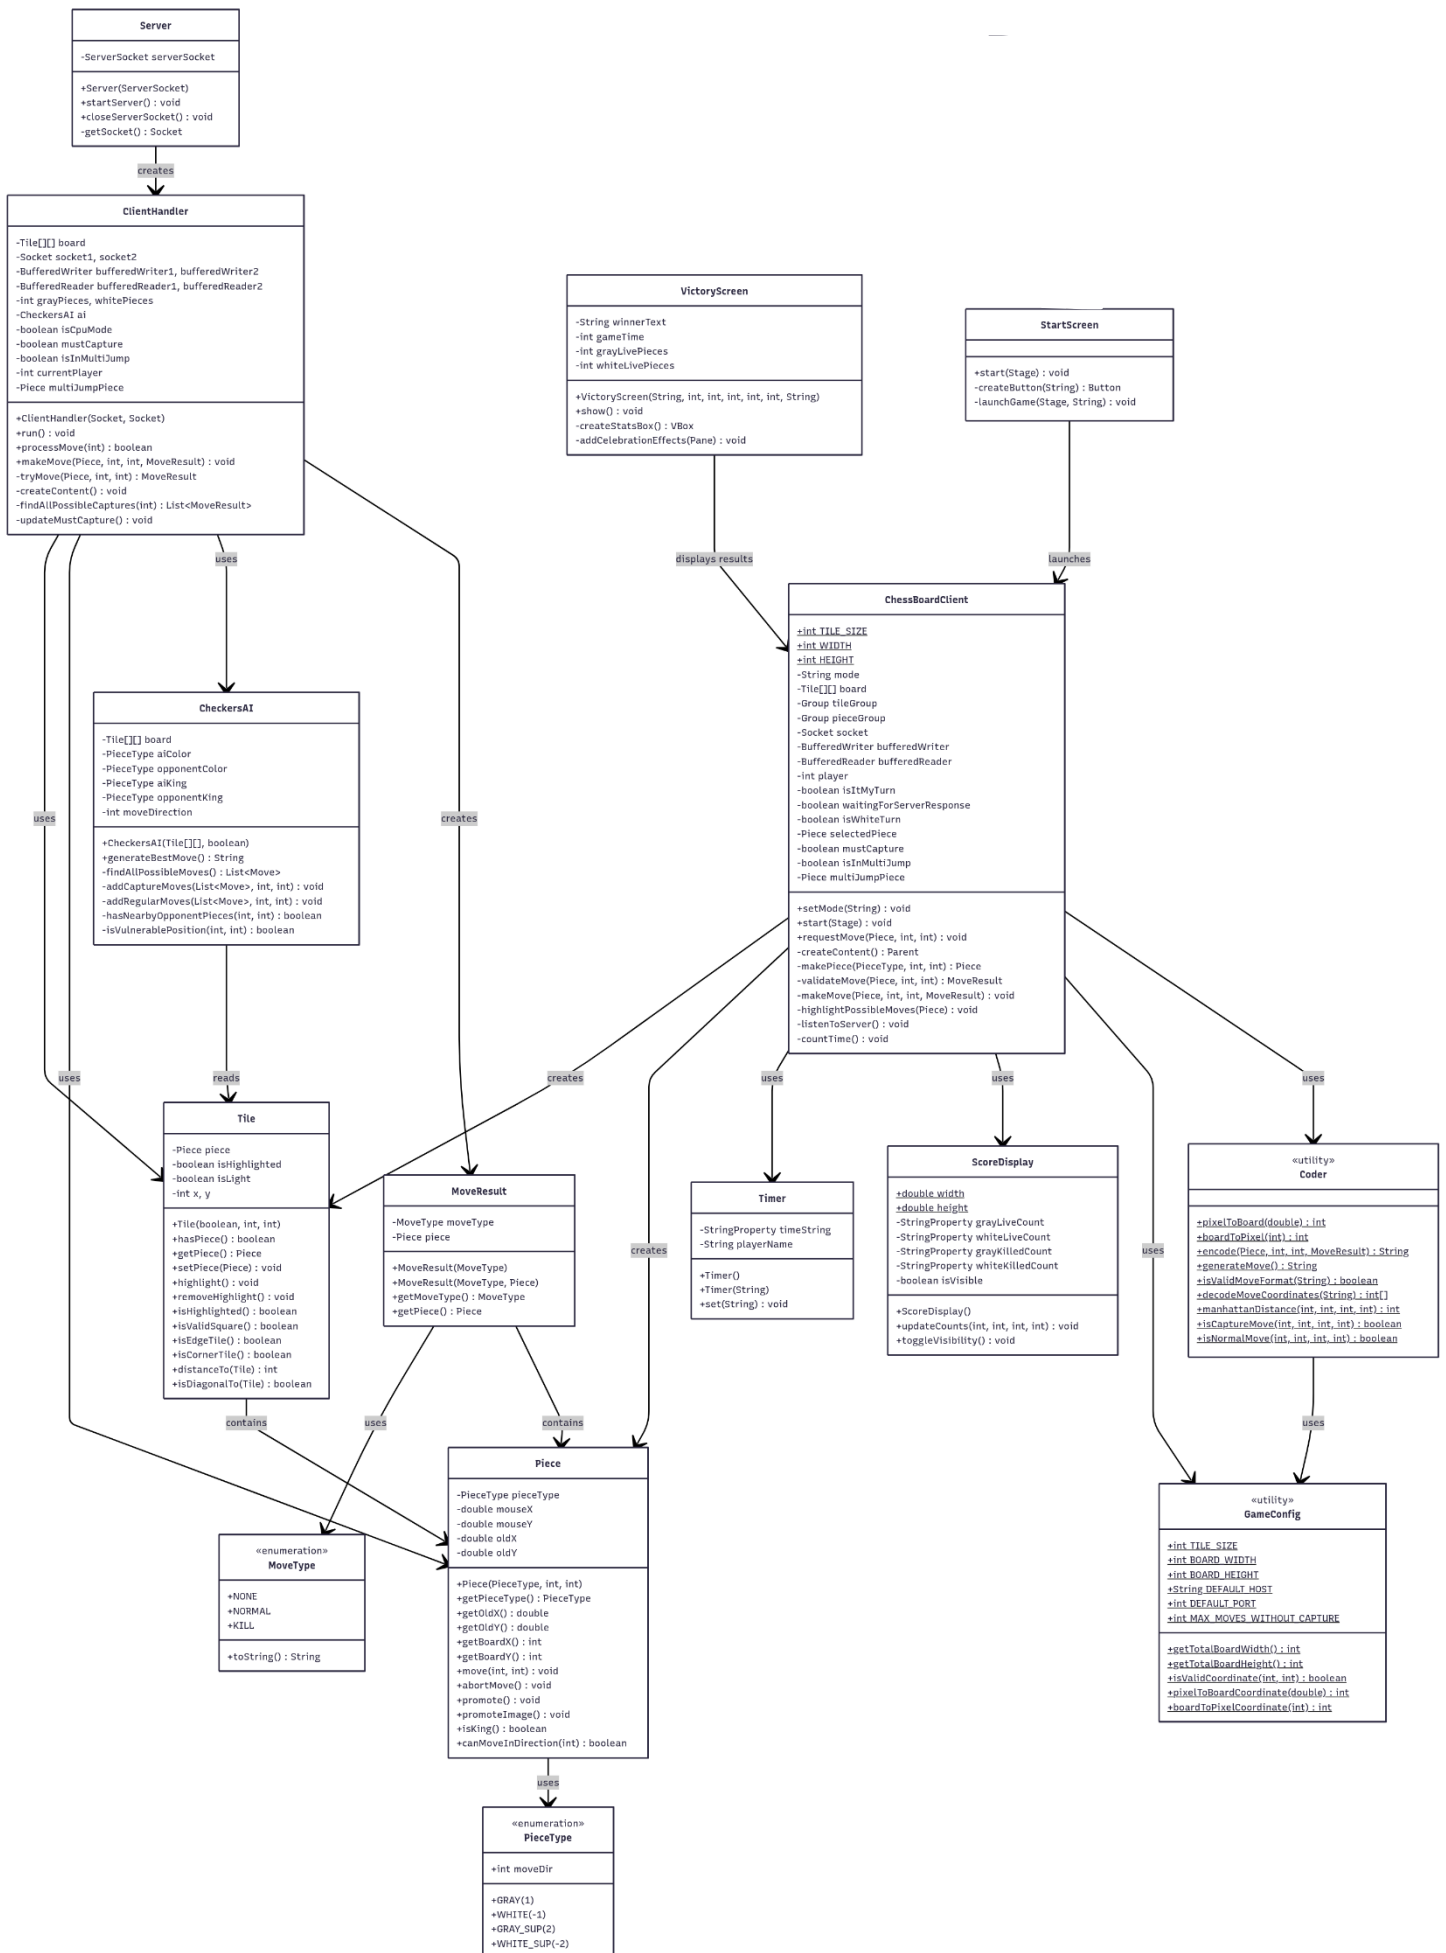 Server
-ServerSocket serverSocket
+Server(ServerSocket)
+startServer() : void
+closeServerSocket() : void
-getSocket() : Socket
creates
ClientHandler
-Tile[][] board
-Socket socket1, socket2
-BufferedWriter bufferedWriter1, bufferedWriter2
-BufferedReader bufferedReader1, bufferedReader2
-int grayPieces, whitePieces
-CheckersAI ai
-boolean isCpuMode
-boolean mustCapture
-boolean isInMultiJump
-int currentPlayer
-Piece multiJumpPiece
+ClientHandler(Socket, Socket)
+run() : void
+processMove(int) : boolean
+makeMove(Piece, int, int, MoveResult) : void
-tryMove(Piece, int, int) : MoveResult
-createContent() : void
-findAllPossibleCaptures(int) : List<MoveResult>
-updateMustCapture() : void
VictoryScreen
-String winnerText
-int gameTime
-int grayLivePieces
-int whiteLivePieces
+VictoryScreen(String, int, int, int, int, String)
+show() : void
-createStatsBox() : VBox
-addCelebrationEffects(Pane) : void
StartScreen
+start(Stage) : void
-createButton(String) : Button
-launchGame(Stage, String) : void
uses
displays results
launches
ChessBoardClient
+int TILE_SIZE
+int WIDTH
+int HEIGHT
-String mode
-Tile[][] board
-Group tileGroup
-Group pieceGroup
-Socket socket
-BufferedWriter bufferedWriter
-BufferedReader bufferedReader
-int player
-boolean isItMyTurn
-boolean waitingForServerResponse
-boolean isWhiteTurn
-Piece selectedPiece
-boolean mustCapture
-boolean isInMultiJump
-Piece multiJumpPiece
+setMode(String) : void
+start(Stage) : void
+requestMove(Piece, int, int) : void
-createContent() : Parent
-makePiece(PieceType, int, int) : Piece
-validateMove(Piece, int, int) : MoveResult
-makeMove(Piece, int, int, MoveResult) : void
-highlightPossibleMoves(Piece) : void
-listenToServer() : void
-countTime() : void
CheckersAI
-Tile[][] board
-PieceType aiColor
-PieceType opponentColor
-PieceType aiKing
-PieceType opponentKing
-int moveDirection
+CheckersAI(Tile[][], boolean)
+generateBestMove() : String
-findAllPossibleMoves() : List<Move>
-addCaptureMoves(List<Move>, int, int) : void
-addRegularMoves(List<Move>, int, int) : void
-hasNearbyOpponentPieces(int, int) : boolean
-isVulnerablePosition(int, int) : boolean
uses
creates
uses
reads
creates
uses
uses
uses
Tile
-Piece piece
-boolean isHighlighted
-boolean isLight
-int x, y
+Tile(boolean, int, int)
+hasPiece() : boolean
+getPiece() : Piece
+setPiece(Piece) : void
+highlight() : void
+removeHighlight() : void
+isHighlighted() : boolean
+isValidSquare() : boolean
+isEdgeTile() : boolean
+isCornerTile() : boolean
+distanceTo(Tile) : int
+isDiagonalTo(Tile) : boolean
MoveResult
-MoveType moveType
-Piece piece
+MoveResult(MoveType)
+MoveResult(MoveType, Piece)
+getMoveType() : MoveType
+getPiece() : Piece
creates
Timer
-StringProperty timeString
-String playerName
+Timer()
+Timer(String)
+set(String) : void
ScoreDisplay
+double width
+double height
-StringProperty grayLiveCount
-StringProperty whiteLiveCount
-StringProperty grayKilledCount
-StringProperty whiteKilledCount
-boolean isVisible
+ScoreDisplay()
+updateCounts(int, int, int, int) : void
+toggleVisibility() : void
uses
«utility»
Coder
+pixelToBoard(double) : int
+boardToPixel(int) : int
+encode(Piece, int, int, MoveResult) : String
+generateMove() : String
+isValidMoveFormat(String) : boolean
+decodeMoveCoordinates(String) : int[]
+manhattanDistance(int, int, int, int) : int
+isCaptureMove(int, int, int, int) : boolean
+isNormalMove(int, int, int, int) : boolean
contains
uses
contains
uses
Piece
-PieceType pieceType
-double mouseX
-double mouseY
-double oldX
-double oldY
+Piece(PieceType, int, int)
+getPieceType() : PieceType
+getOldX() : double
+getOldY() : double
+getBoardX() : int
+getBoardY() : int
+move(int, int) : void
+abortMove() : void
+promote() : void
+promoteImage() : void
+isKing() : boolean
+canMoveInDirection(int) : boolean
«enumeration»
MoveType
+NONE
+NORMAL
+KILL
+toString() : String
«utility»
GameConfig
+int TILE_SIZE
+int BOARD_WIDTH
+int BOARD_HEIGHT
+String DEFAULT_HOST
+int DEFAULT_PORT
+int MAX_MOVES_WITHOUT_CAPTURE
+getTotalBoardWidth() : int
+getTotalBoardHeight() : int
+isValidCoordinate(int, int) : boolean
+pixelToBoardCoordinate(double) : int
+boardToPixelCoordinate(int) : int
uses
«enumeration»
PieceType
+int moveDir
+GRAY(1)
+WHITE(-1)
+GRAY_SUP(2)
+WHITE_SUP(-2)